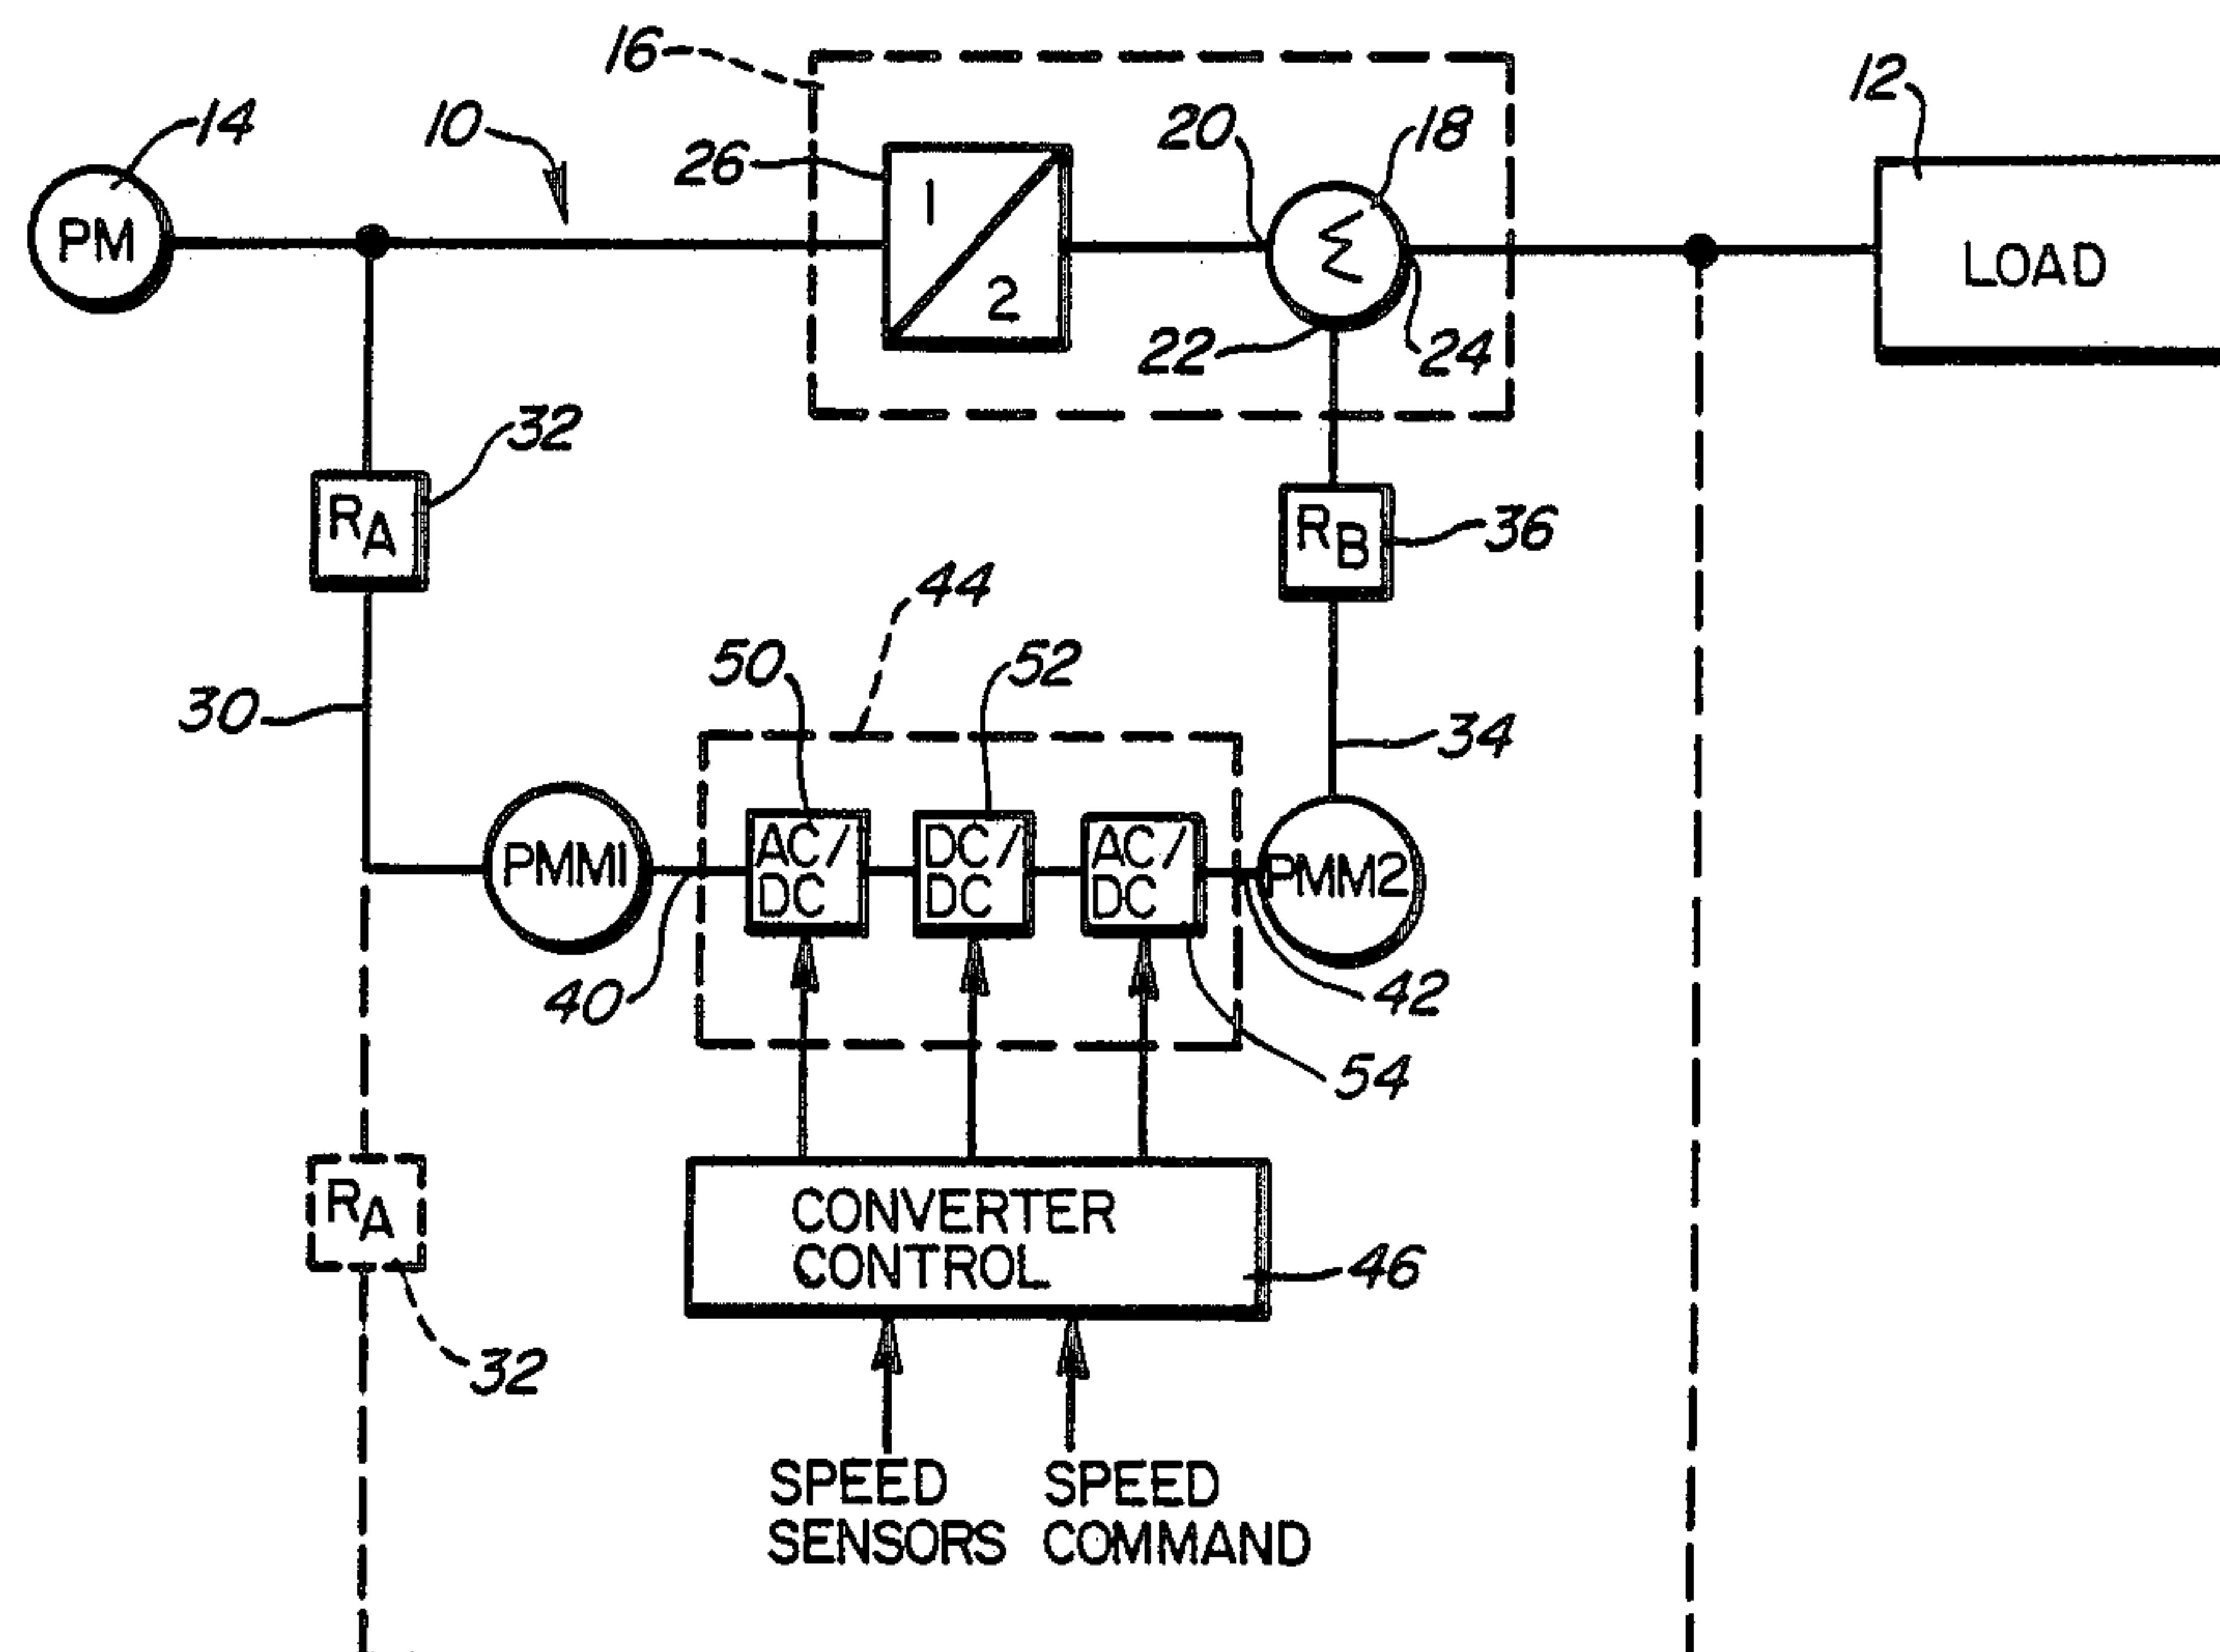 16
12
14
10
20
18
26
1
PM
Σ
LOAD
2
22
24
32
RA
RB
36
44
50
52
30
34
PMM1
AC/
DC
DC/
DC
AC/
DC
PMM2
40
42
54
RA
CONVERTER
CONTROL
46
32
SPEED
SENSORS
SPEED
COMMAND